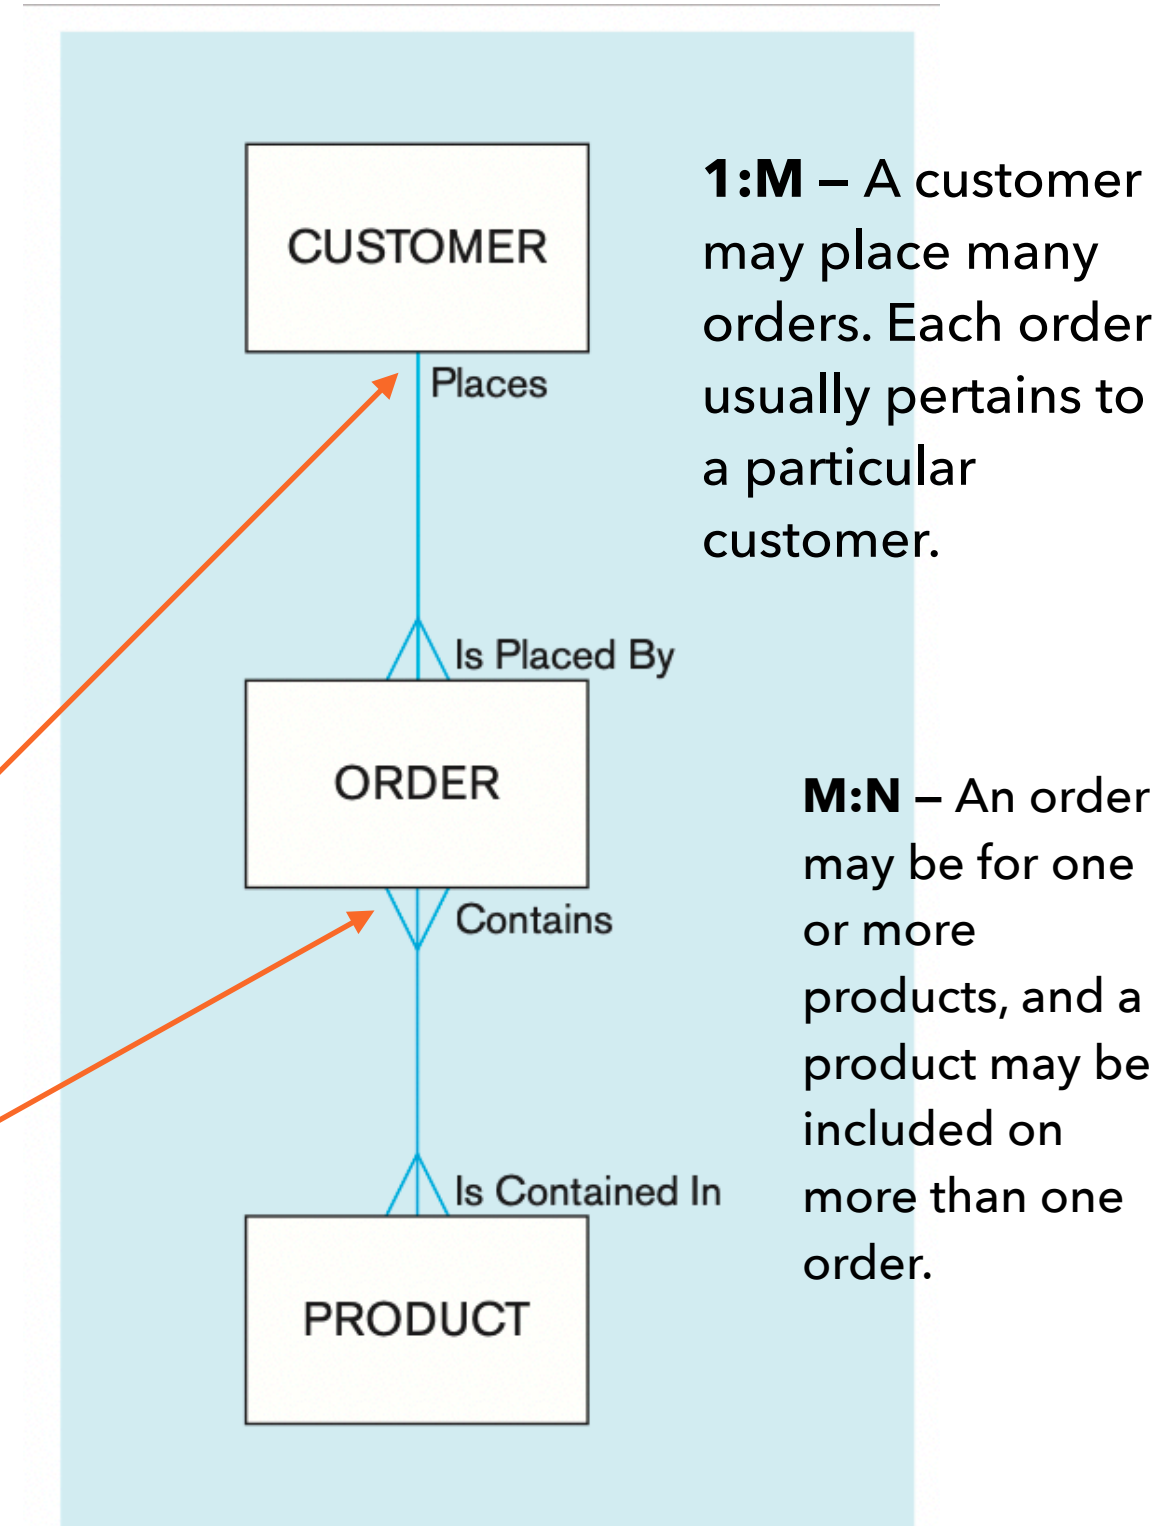 CUSTOMER
1:M – A customer
may place many
orders. Each order
usually pertains to
a particular
customer.
Places
Is Placed By
ORDER
M:N – An order
may be for one
or more
products, and a
product may be
included on
more than one
order.
Contains
Is Contained In
PRODUCT